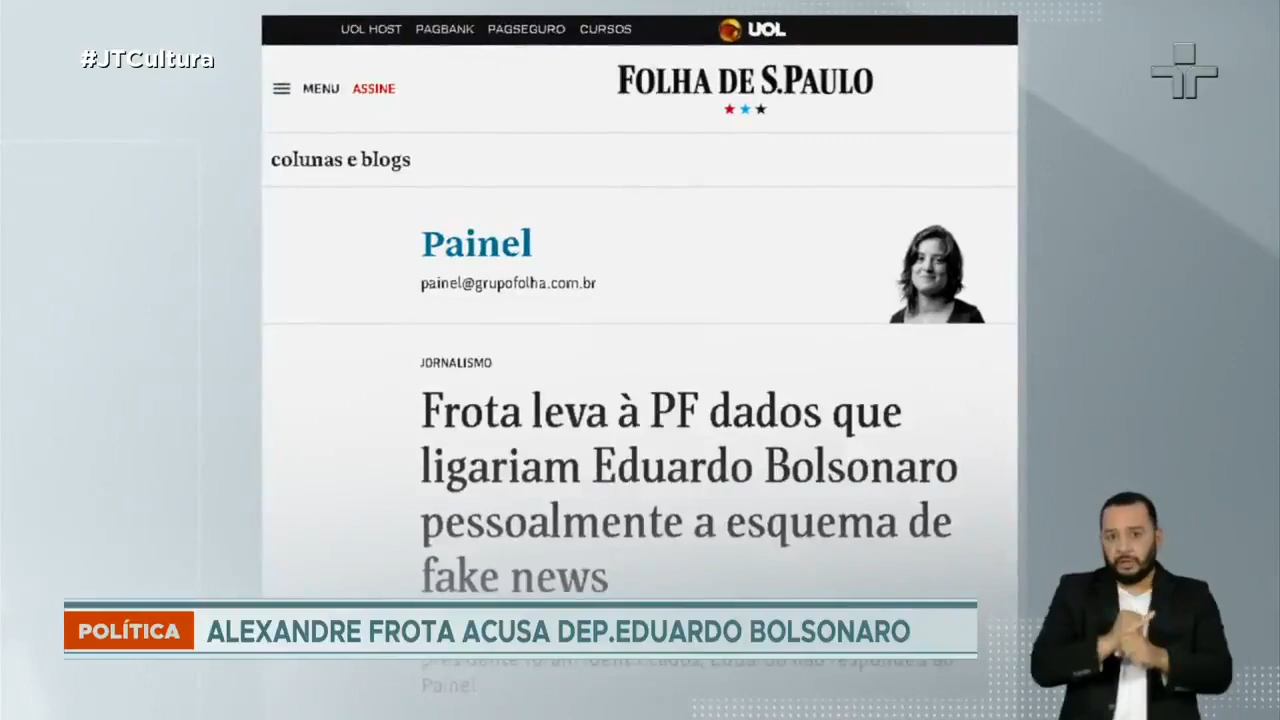 UOL HOST PAGBANK PAGSEGURO CURSOS UOL
#JTCultura
MENU ASSINE
FOLHA DE S.PAULO
colunas e blogs
Painel
painel@grupofolha.com.br
JORNALISMO
Frota leva à PF dados que
ligariam Eduardo Bolsonaro
pessoalmente a esquema de
fake news
POLÍTICA ALEXANDRE FROTA ACUSA DEP.EDUARDO BOLSONARO
Painel